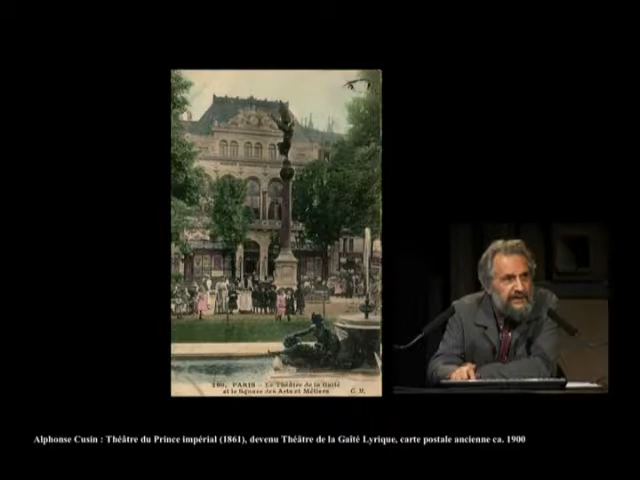 190. PARIS — Le Théâtre de la Gaîté
et le Square des Arts et Métiers
C. M.
Alphonse Cusin : Théâtre du Prince impérial (1861), devenu Théâtre de la Gaîté Lyrique, carte postale ancienne ca. 1900